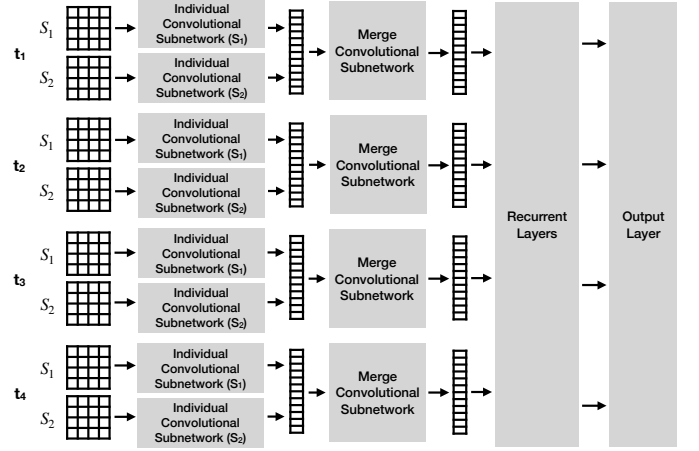 t1
S1
Individual
Convolutional
Subnetwork (S1)
S2
Individual
Convolutional
Subnetwork (S2)
Merge
Convolutional
Subnetwork
t2
S1
Individual
Convolutional
Subnetwork (S1)
S2
Individual
Convolutional
Subnetwork (S2)
Merge
Convolutional
Subnetwork
t3
S1
Individual
Convolutional
Subnetwork (S1)
S2
Individual
Convolutional
Subnetwork (S2)
Merge
Convolutional
Subnetwork
t4
S1
Individual
Convolutional
Subnetwork (S1)
S2
Individual
Convolutional
Subnetwork (S2)
Merge
Convolutional
Subnetwork
Recurrent
Layers
Output
Layer